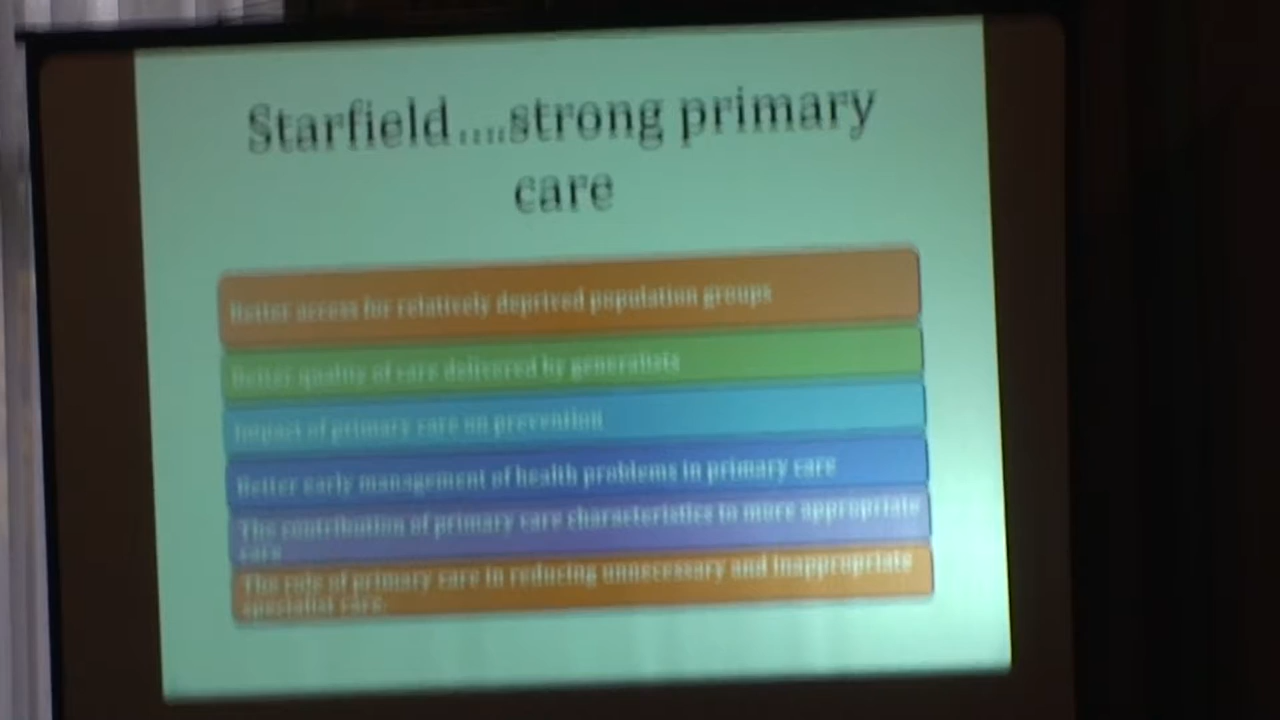 Starfield....strong primary
care
Better access for relatively deprived population groups
Better quality of care delivered by generalists
Impact of primary care on prevention
Better early management of health problems in primary care
The contribution of primary care characteristics to more appropriate
care
The role of primary care in reducing unnecessary and inappropriate
specialist care.